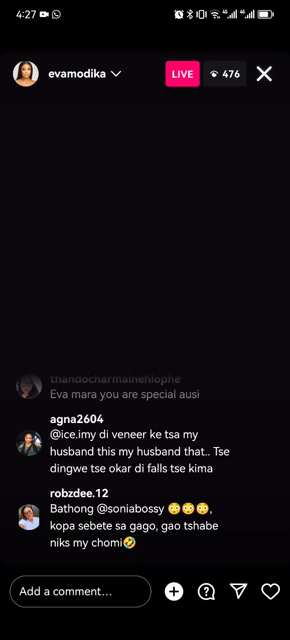 4:27
evamodika
LIVE
476
thandocharmainehlophe
Eva mara you are special ausi
agna2604
@ice.imy di veneer ke tsa my
husband this my husband that.. Tse
dingwe tse okar di falls tse kima
robzdee.12
Bathong @soniabossy 😳😳😳,
kopa sebete sa gago, gao tshabe
niks my chomi🤣
Add a comment...